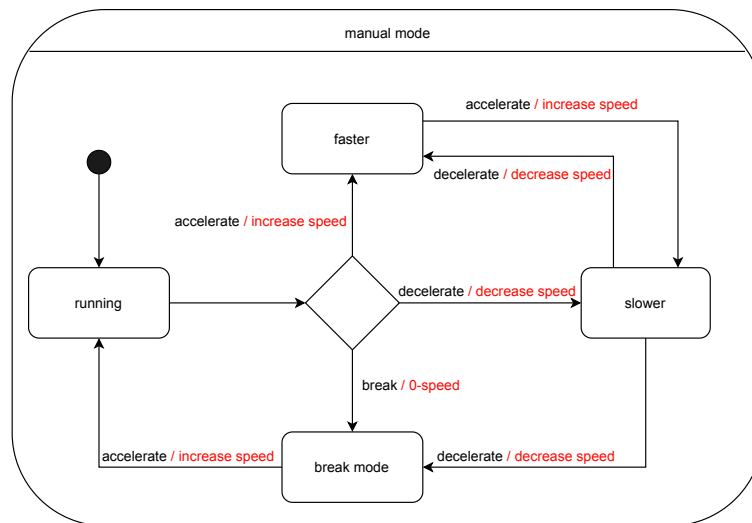 manual mode
accelerate / increase speed
faster
decelerate / decrease speed
accelerate / increase speed
running
decelerate / decrease speed
slower
break / 0-speed
accelerate / increase speed
break mode
decelerate / decrease speed